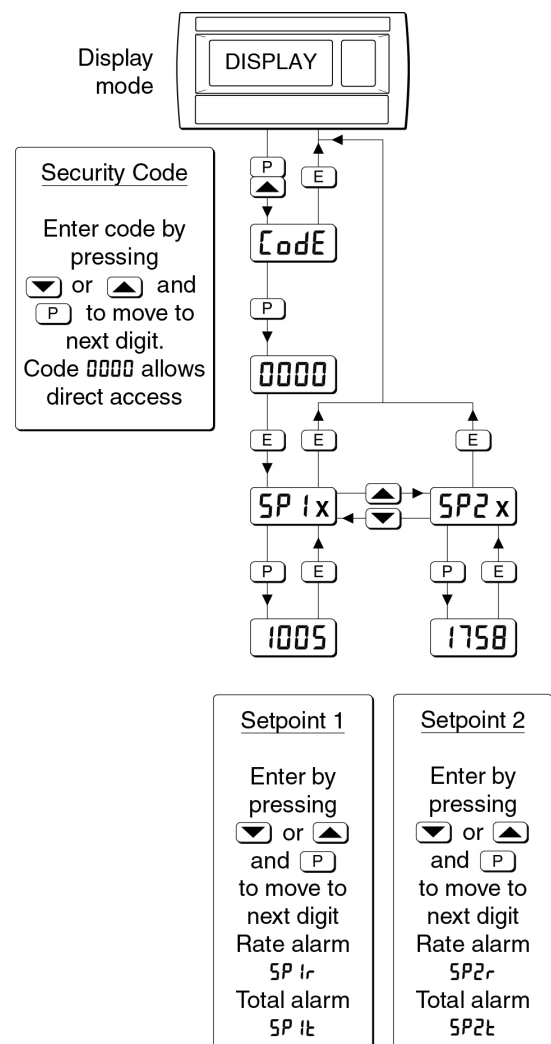 Display
mode
DISPLAY
P
E
CodE
Security Code
Enter code by
pressing
or and
P to move to
next digit.
Code 0000 allows
direct access
P
0000
E E E
SP1x SP2x
P E P E
1005 1758
Setpoint 1
Enter by
pressing
or
and P
to move to
next digit
Rate alarm
SP1r
Total alarm
SP1t
Setpoint 2
Enter by
pressing
or
and P
to move to
next digit
Rate alarm
SP2r
Total alarm
SP2t